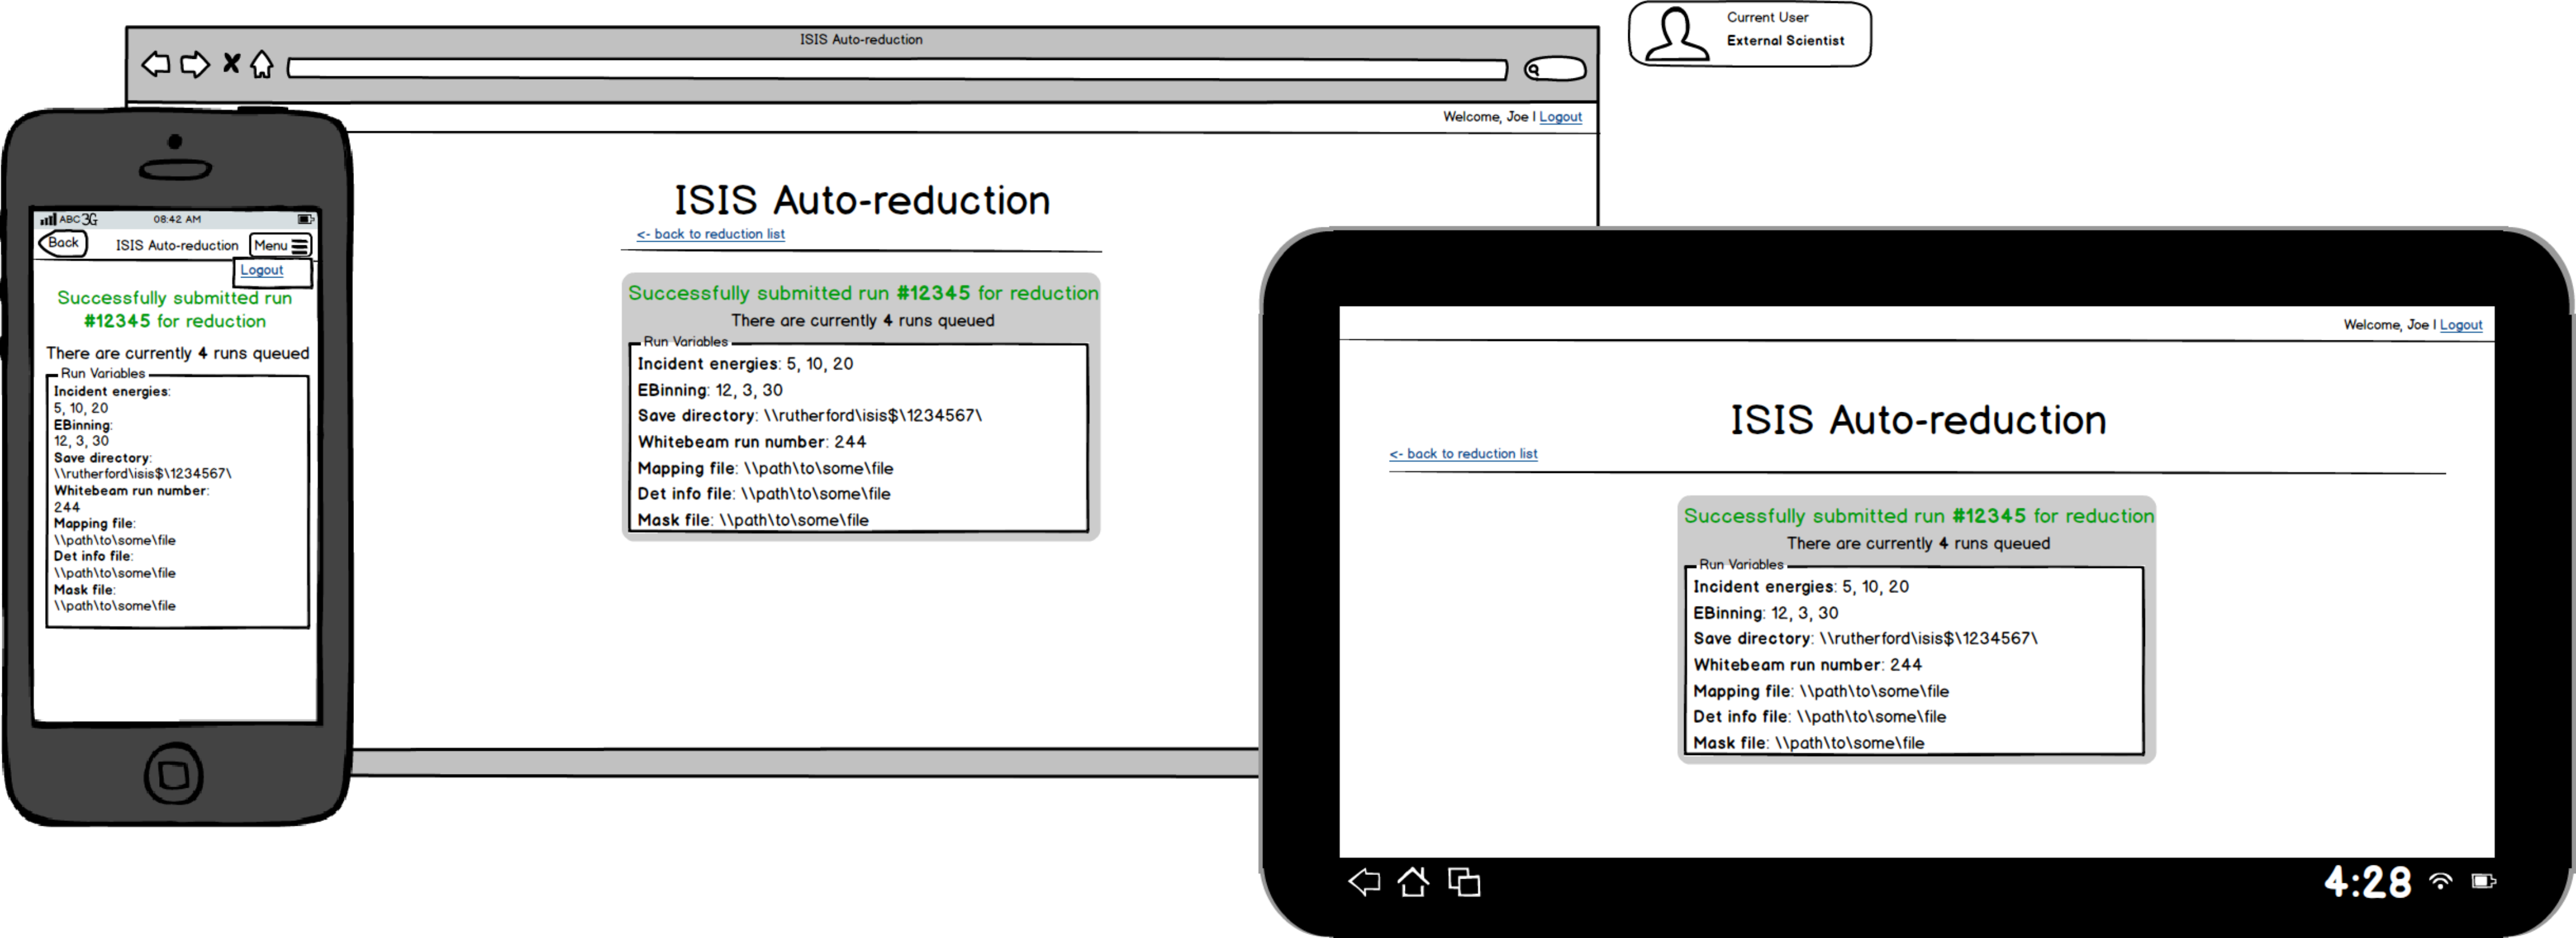 ISIS Auto-reduction
Current User
External Scientist
Welcome, Joe | Logout
ISIS Auto-reduction
<- back to reduction list
Successfully submitted run #12345 for reduction
There are currently 4 runs queued
Run Variables
Incident energies: 5, 10, 20
EBinning: 12, 3, 30
Save directory: \\rutherford\isis$\1234567\
Whitebeam run number: 244
Mapping file: \\path\to\some\file
Det info file: \\path\to\some\file
Mask file: \\path\to\some\file
ABC 3G 08:42 AM
Back ISIS Auto-reduction Menu
Logout
Successfully submitted run
#12345 for reduction
There are currently 4 runs queued
Run Variables
Incident energies:
5, 10, 20
EBinning:
12, 3, 30
Save directory:
\\rutherford\isis$\1234567\
Whitebeam run number:
244
Mapping file:
\\path\to\some\file
Det info file:
\\path\to\some\file
Mask file:
\\path\to\some\file
Welcome, Joe | Logout
ISIS Auto-reduction
<- back to reduction list
Successfully submitted run #12345 for reduction
There are currently 4 runs queued
Run Variables
Incident energies: 5, 10, 20
EBinning: 12, 3, 30
Save directory: \\rutherford\isis$\1234567\
Whitebeam run number: 244
Mapping file: \\path\to\some\file
Det info file: \\path\to\some\file
Mask file: \\path\to\some\file
4:28